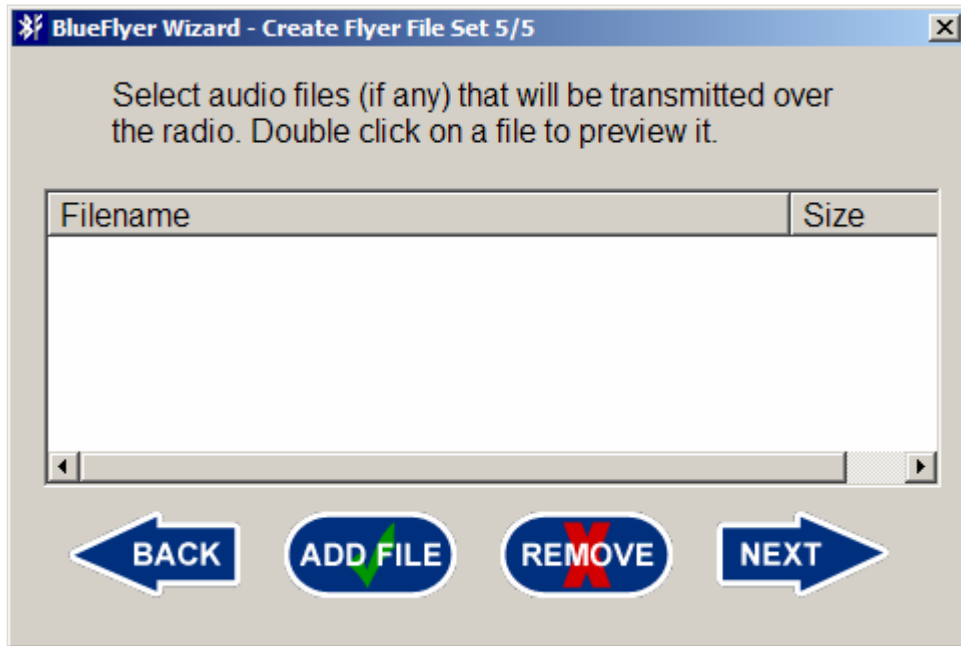 BlueFlyer Wizard - Create Flyer File Set 5/5
Select audio files (if any) that will be transmitted over
the radio. Double click on a file to preview it.
Filename Size
BACK ADD FILE REMOVE NEXT